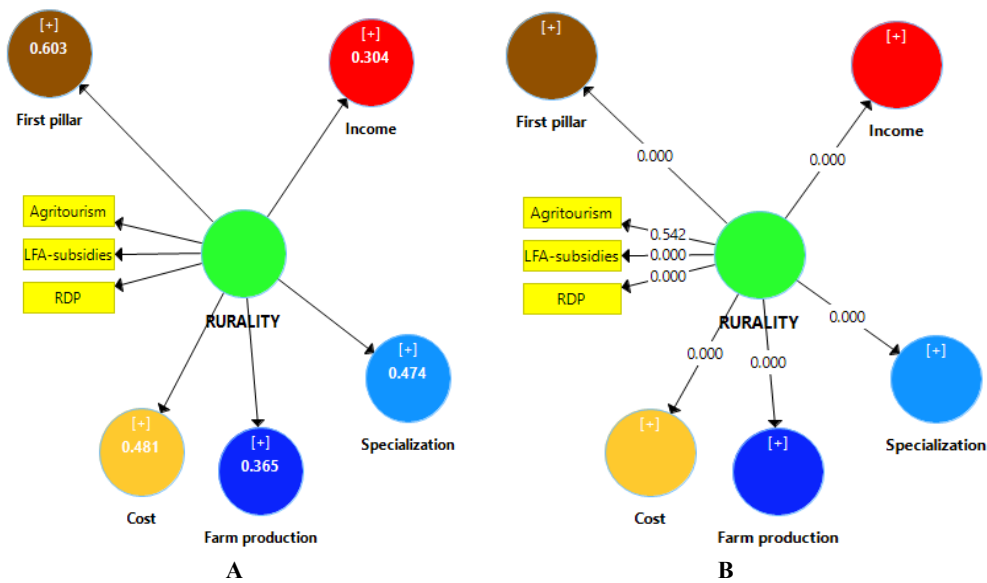 [+]
0.603
First pillar
[+]
0.304
Income
Agritourism
LFA-subsidies
RDP
RURALITY
[+]
0.474
Specialization
[+]
0.481
Cost
[+]
0.365
Farm production
A
[+]
First pillar
[+]
Income
0.000
0.000
Agritourism
LFA-subsidies
RDP
0.542
0.000
0.000
RURALITY
0.000
0.000
0.000
[+]
Specialization
[+]
Cost
[+]
Farm production
B